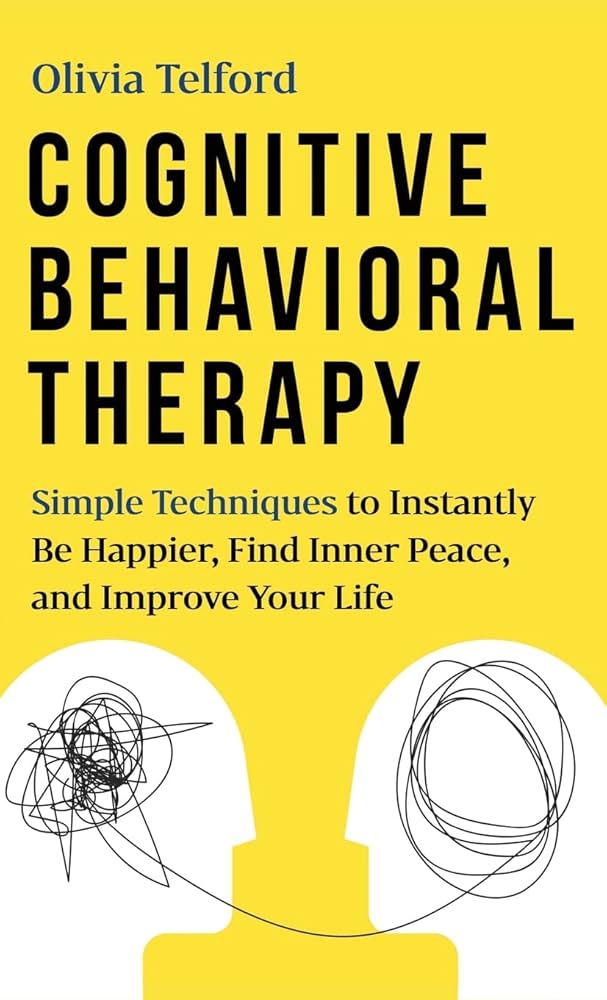 Olivia Telford
COGNITIVE
BEHAVIORAL
THERAPY
Simple Techniques to Instantly
Be Happier, Find Inner Peace,
and Improve Your Life